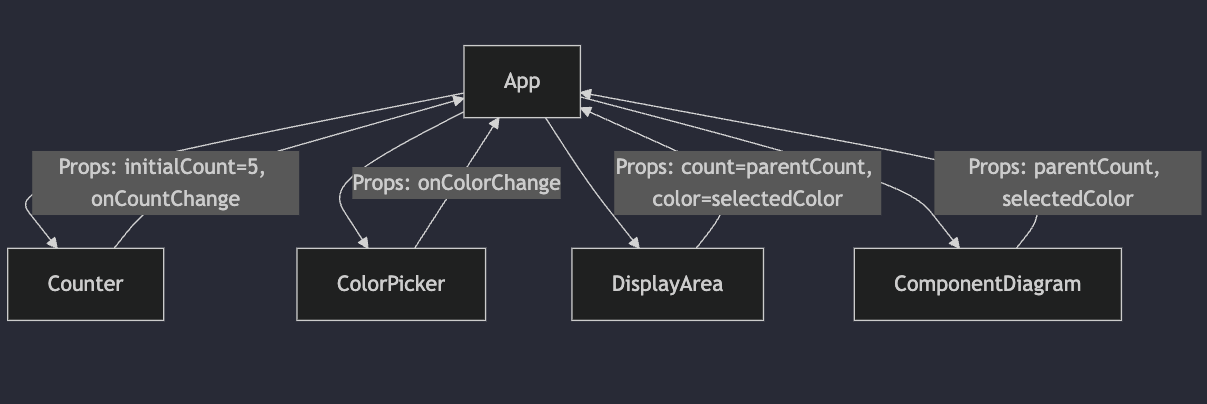 App
Props: initialCount=5,
onCountChange
Props: onColorChange
Props: count=parentCount,
color=selectedColor
Props: parentCount,
selectedColor
Counter
ColorPicker
DisplayArea
ComponentDiagram